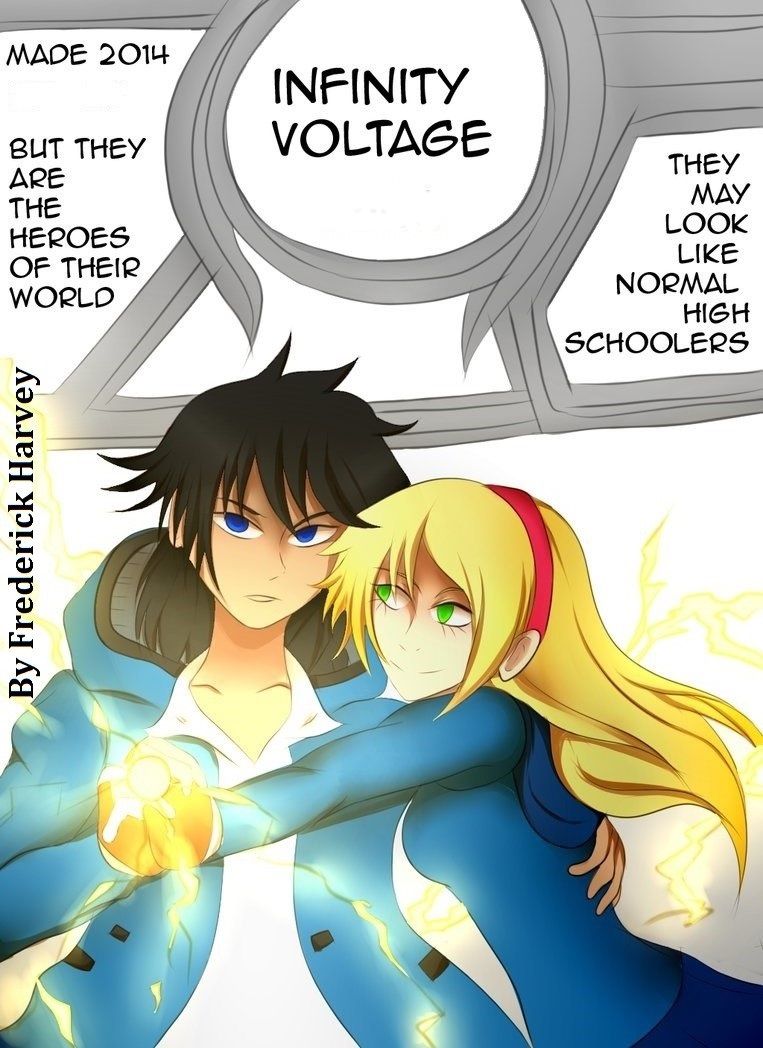 MADE 2014
INFINITY
VOLTAGE
THEY
MAY
LOOK
LIKE
NORMAL
HIGH
SCHOOLERS
BUT THEY
ARE
THE
HEROES
OF THEIR
WORLD
By Frederick Harvey